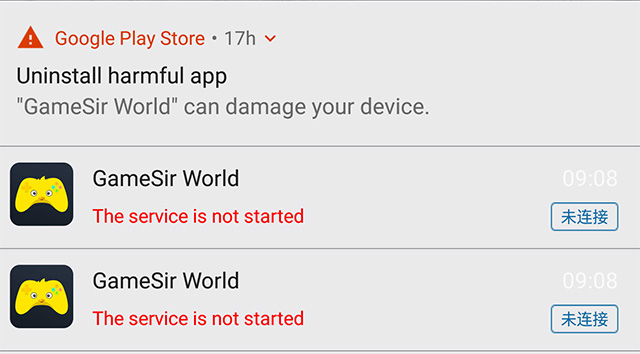 Google Play Store • 17h
Uninstall harmful app
"GameSir World" can damage your device.
GameSir World 09:08
The service is not started 未连接
GameSir World 09:08
The service is not started 未连接